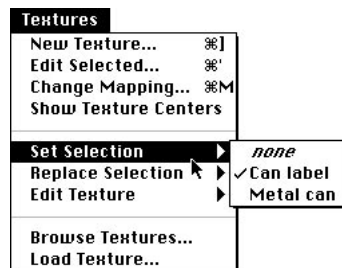 Textures
New Texture... ⌘]
Edit Selected... ⌘'
Change Mapping... ⌘M
Show Texture Centers
Set Selection ▶ none
Replace Selection ▶ ✓Can label
Edit Texture ▶ Metal can
Browse Textures...
Load Texture...